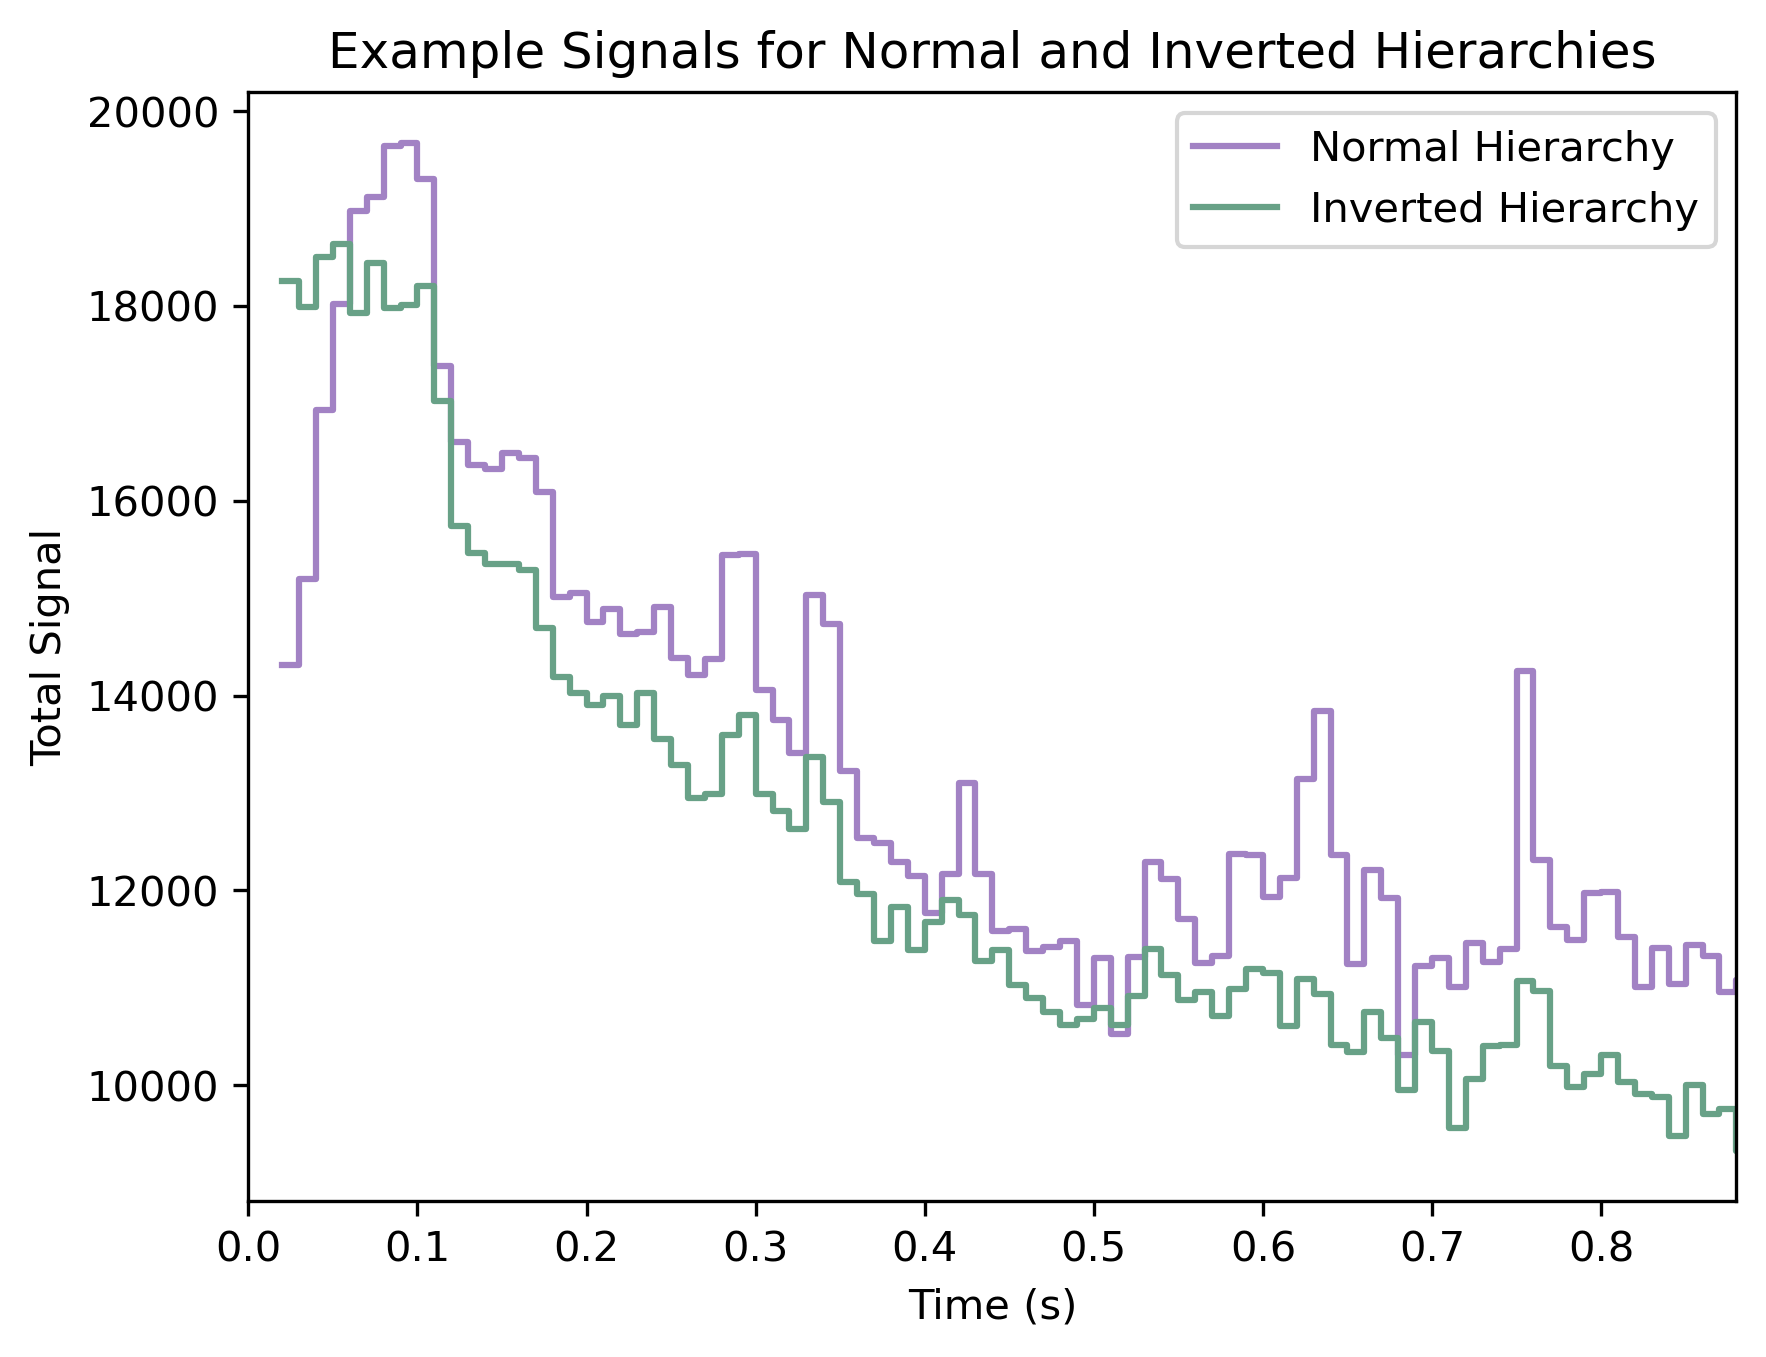 Example Signals for Normal and Inverted Hierarchies
Normal Hierarchy
Inverted Hierarchy
20000
18000
16000
14000
12000
10000
Total Signal
0.0 0.1 0.2 0.3 0.4 0.5 0.6 0.7 0.8
Time (s)